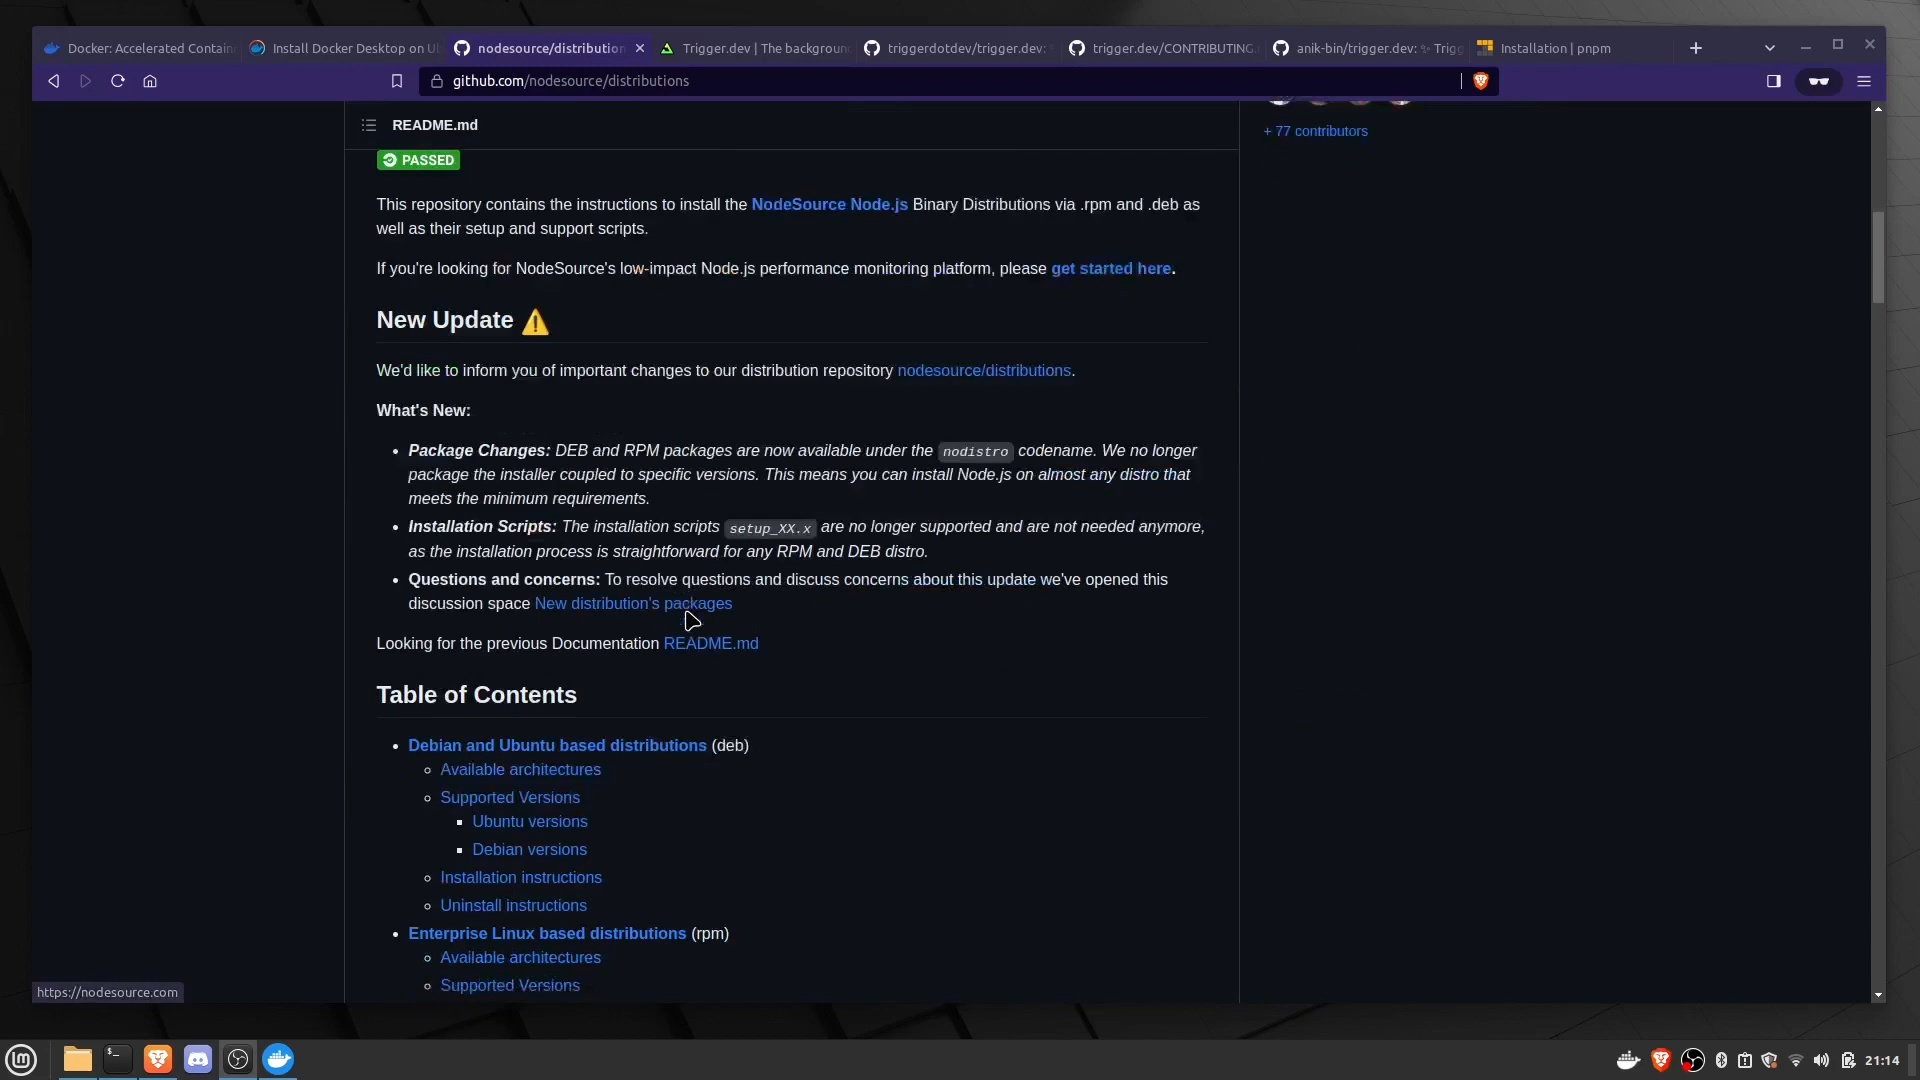 Docker: Accelerated Contain
Install Docker Desktop on U
nodesource/distribution
Trigger.dev | The backgroun
triggerdotdev/trigger.dev:
trigger.dev/CONTRIBUTING.
anik-bin/trigger.dev: ✨ Trigg
Installation | pnpm
github.com/nodesource/distributions
README.md
+ 77 contributors
PASSED
This repository contains the instructions to install the NodeSource Node.js Binary Distributions via .rpm and .deb as
well as their setup and support scripts.
If you're looking for NodeSource's low-impact Node.js performance monitoring platform, please get started here.
New Update ⚠️
We'd like to inform you of important changes to our distribution repository nodesource/distributions.
What's New:
• Package Changes: DEB and RPM packages are now available under the nodistro codename. We no longer
package the installer coupled to specific versions. This means you can install Node.js on almost any distro that
meets the minimum requirements.
• Installation Scripts: The installation scripts setup_XX.x are no longer supported and are not needed anymore,
as the installation process is straightforward for any RPM and DEB distro.
• Questions and concerns: To resolve questions and discuss concerns about this update we've opened this
discussion space New distribution's packages
Looking for the previous Documentation README.md
Table of Contents
• Debian and Ubuntu based distributions (deb)
Available architectures
Supported Versions
Ubuntu versions
Debian versions
Installation instructions
Uninstall instructions
• Enterprise Linux based distributions (rpm)
Available architectures
Supported Versions
https://nodesource.com
21:14